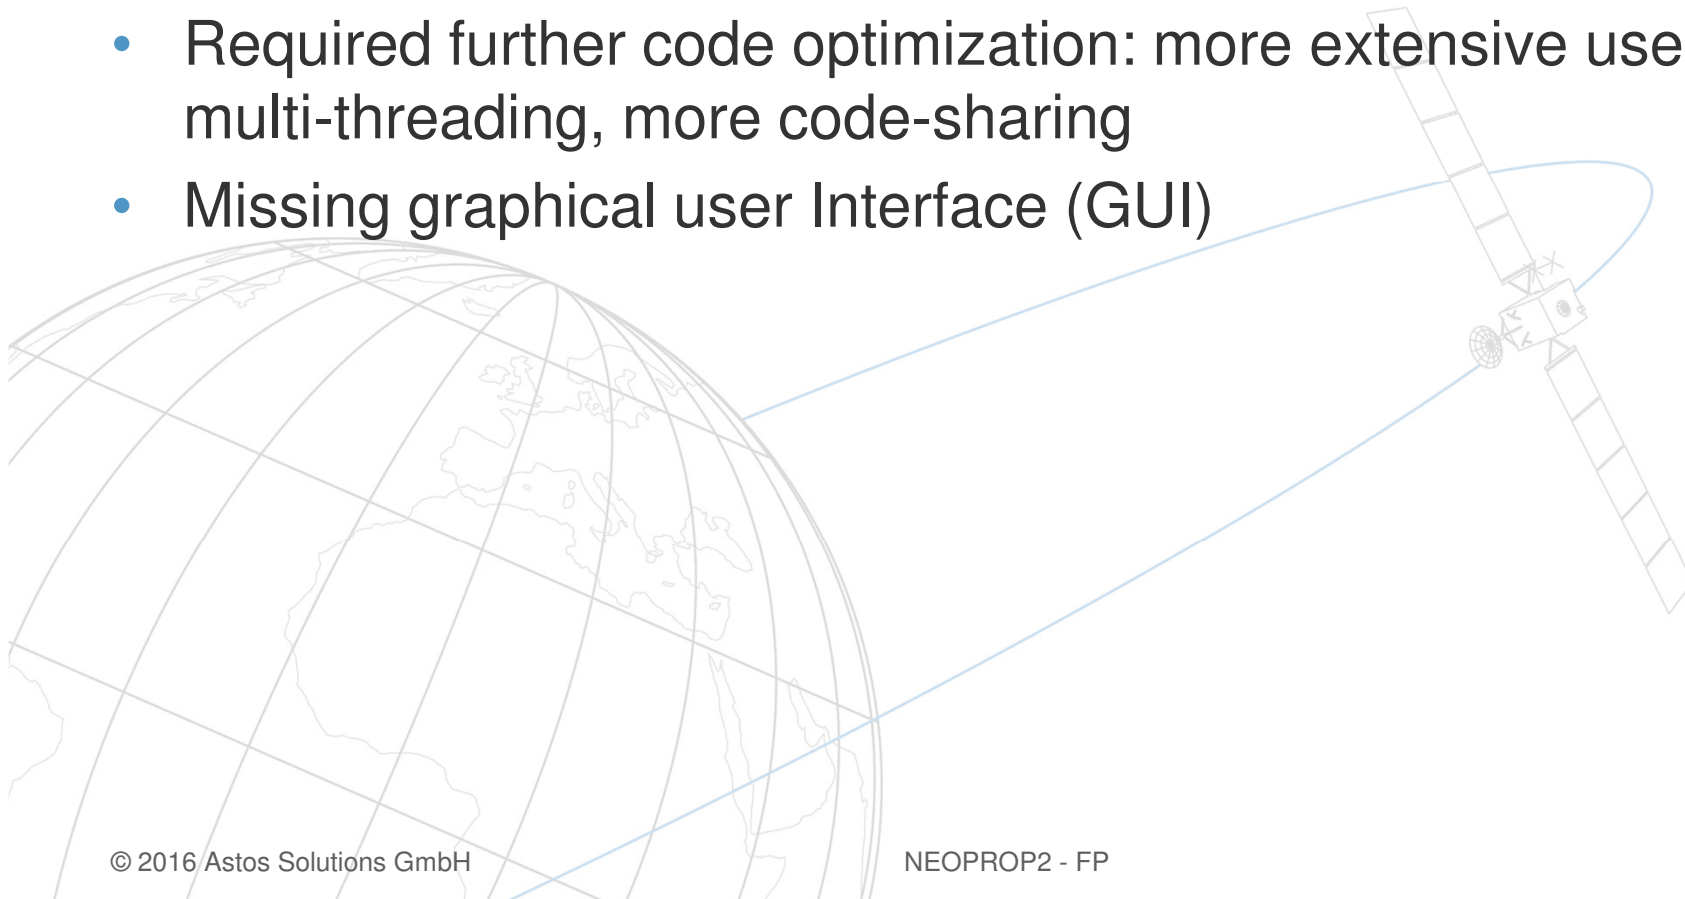 • Required further code optimization: more extensive use
multi-threading, more code-sharing
• Missing graphical user Interface (GUI)
© 2016 Astos Solutions GmbH NEOPROP2 - FP